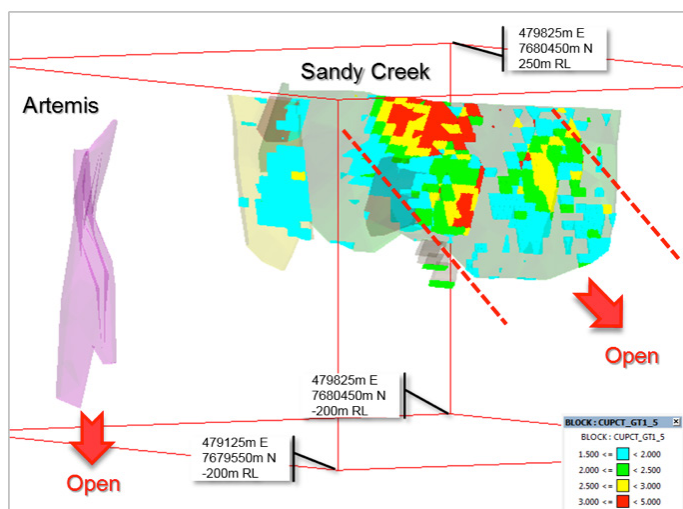 479825m E
7680450m N
250m RL
Sandy Creek
Artemis
Open
479825m E
7680450m N
-200m RL
479125m E
7679550m N
-200m RL
Open
BLOCK : CUPCT_GT1_5
BLOCK : CUPCT_GT1_5
1.500 <= < 2.000
2.000 <= < 2.500
2.500 <= < 3.000
3.000 <= < 5.000